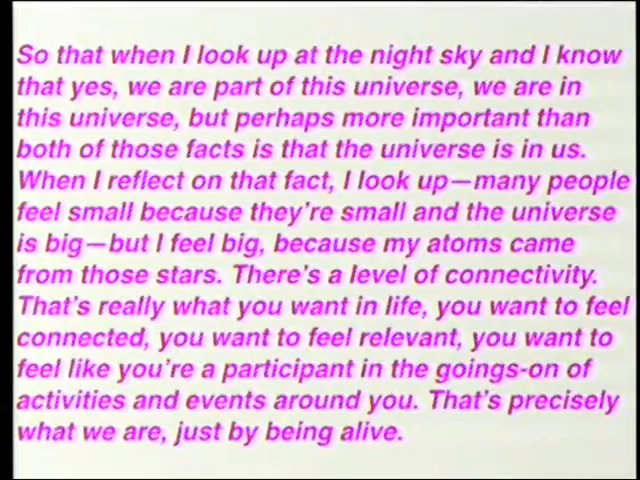 So that when I look up at the night sky and I know
that yes, we are part of this universe, we are in
this universe, but perhaps more important than
both of those facts is that the universe is in us.
When I reflect on that fact, I look up—many people
feel small because they're small and the universe
is big—but I feel big, because my atoms came
from those stars. There's a level of connectivity.
That's really what you want in life, you want to feel
connected, you want to feel relevant, you want to
feel like you're a participant in the goings-on of
activities and events around you. That's precisely
what we are, just by being alive.